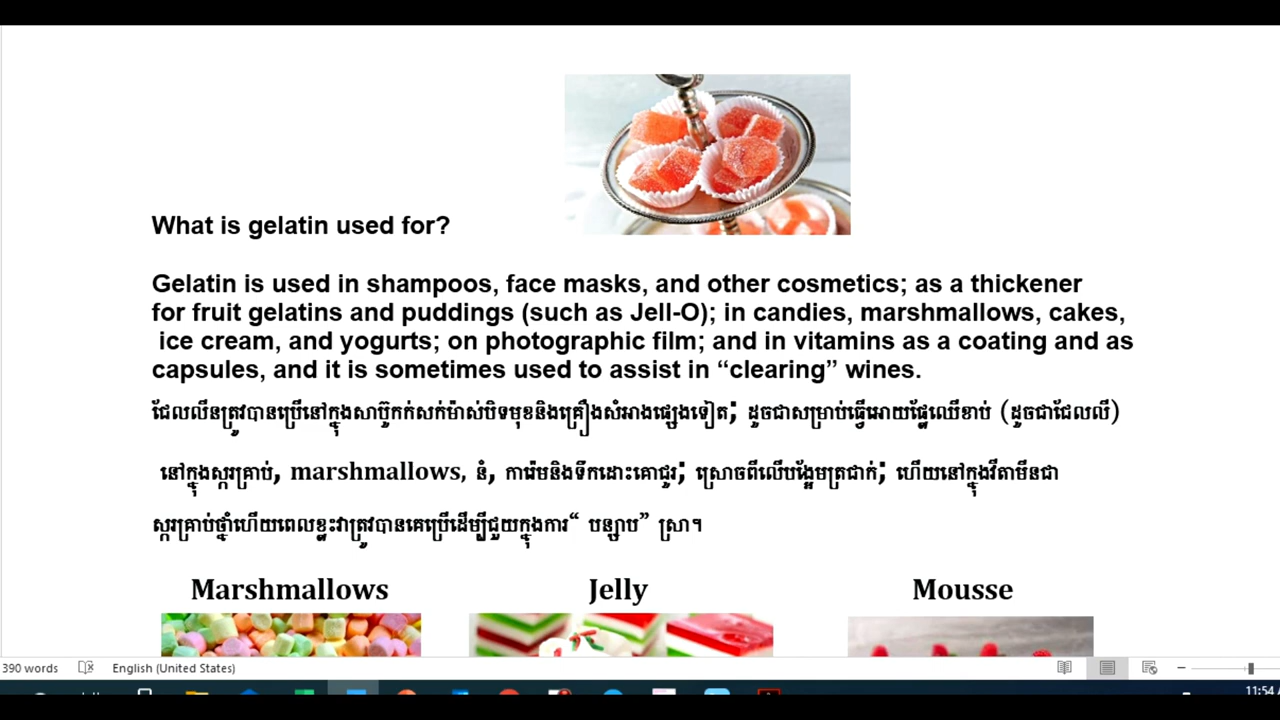 What is gelatin used for?
Gelatin is used in shampoos, face masks, and other cosmetics; as a thickener
for fruit gelatins and puddings (such as Jell-O); in candies, marshmallows, cakes,
ice cream, and yogurts; on photographic film; and in vitamins as a coating and as
capsules, and it is sometimes used to assist in “clearing” wines.
ជែលលីនត្រូវបានប្រើនៅក្នុងសាប៊ូកក់សក់ម៉ាស់បិទមុខនិងគ្រឿងសំអាងផ្សេងទៀត; ដូចជាសម្រាប់ធ្វើអោយផ្លែឈើខាប់ (ដូចជាជែលលី)
នៅក្នុងស្ករគ្រាប់, marshmallows, នំ, ការ៉េមនិងទឹកដោះគោជូរ; ស្រោចពីលើបង្អែមត្រជាក់; ហើយនៅក្នុងវីតាមីនជា
ស្ករគ្រាប់ថ្នាំហើយពេលខ្លះវាត្រូវបានគេប្រើដើម្បីជួយក្នុងការ“ បន្សាប” ស្រា។
Marshmallows Jelly Mousse
390 words English (United States)
11:54